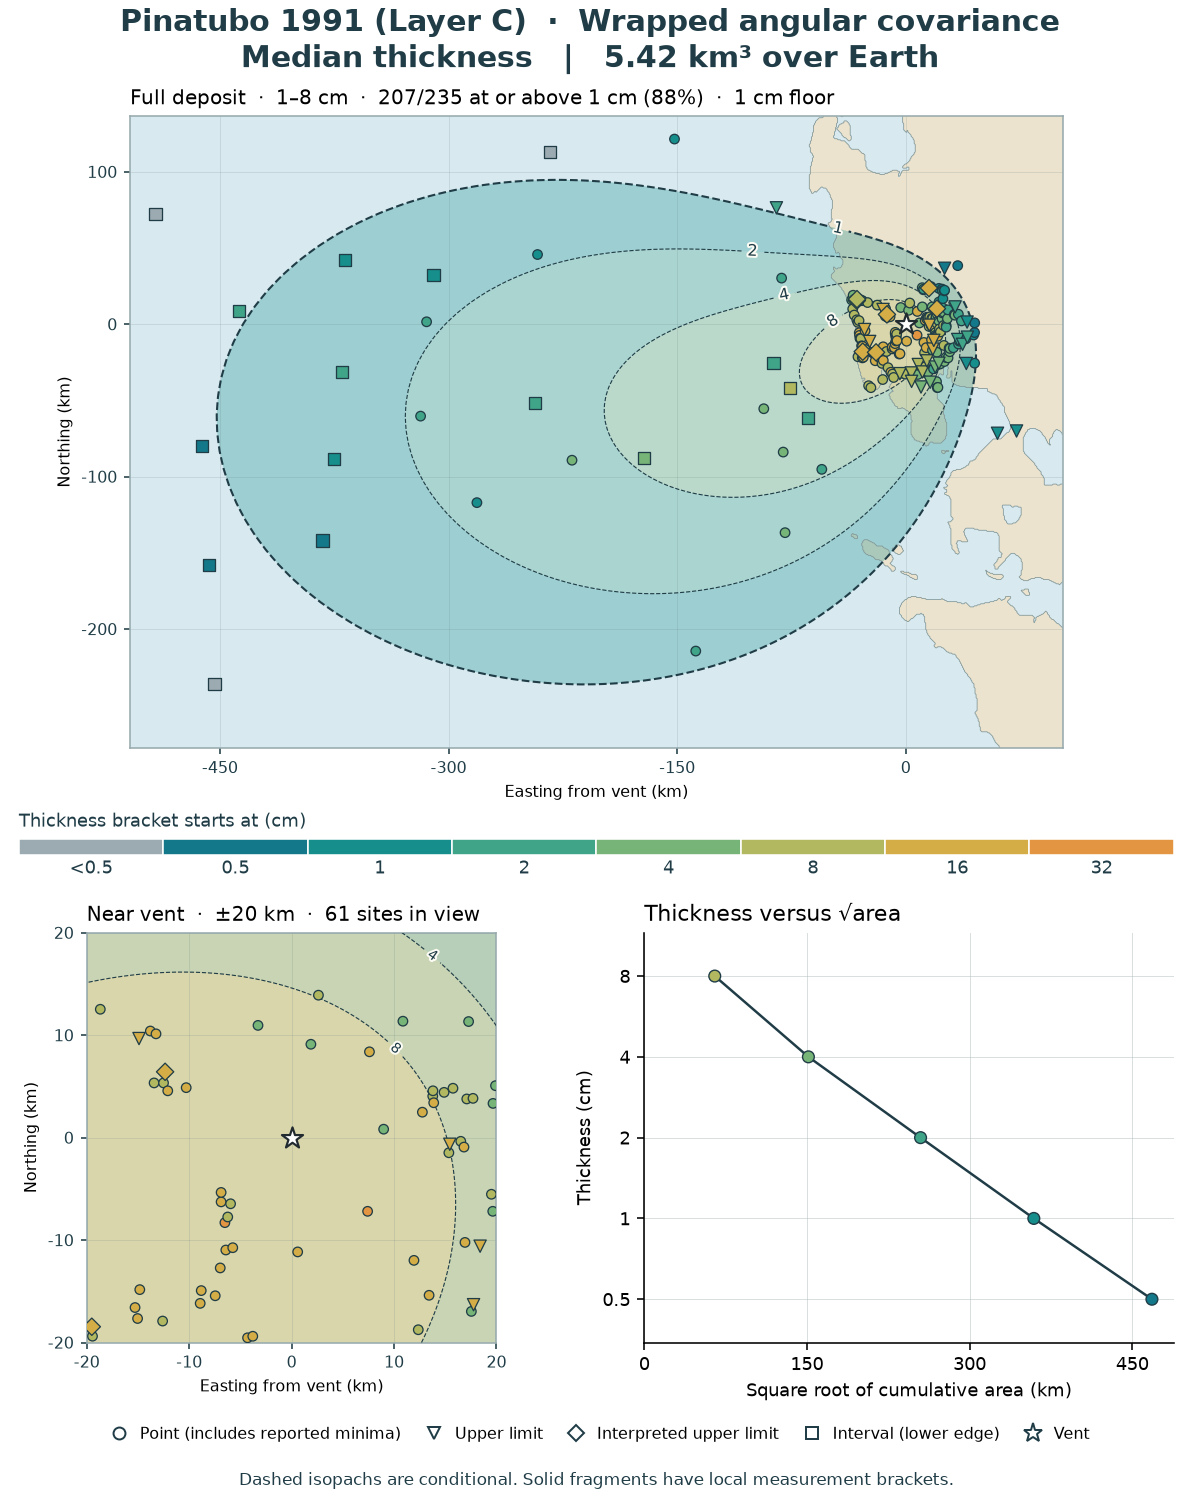 Pinatubo 1991 (Layer C)  ·  Wrapped angular covariance
Median thickness  |  5.42 km³ over Earth
Full deposit  ·  1–8 cm  ·  207/235 at or above 1 cm (88%)  ·  1 cm floor
100
0
-100
-200
Northing (km)
1
2
4
8
-450
-300
-150
0
Easting from vent (km)
Thickness bracket starts at (cm)
<0.5
0.5
1
2
4
8
16
32
Near vent  ·  ±20 km  ·  61 sites in view
20
10
0
-10
-20
Northing (km)
4
8
-20
-10
0
10
20
Easting from vent (km)
Thickness versus √area
8
4
2
1
0.5
Thickness (cm)
0
150
300
450
Square root of cumulative area (km)
Point (includes reported minima)
Upper limit
Interpreted upper limit
Interval (lower edge)
Vent
Dashed isopachs are conditional. Solid fragments have local measurement brackets.